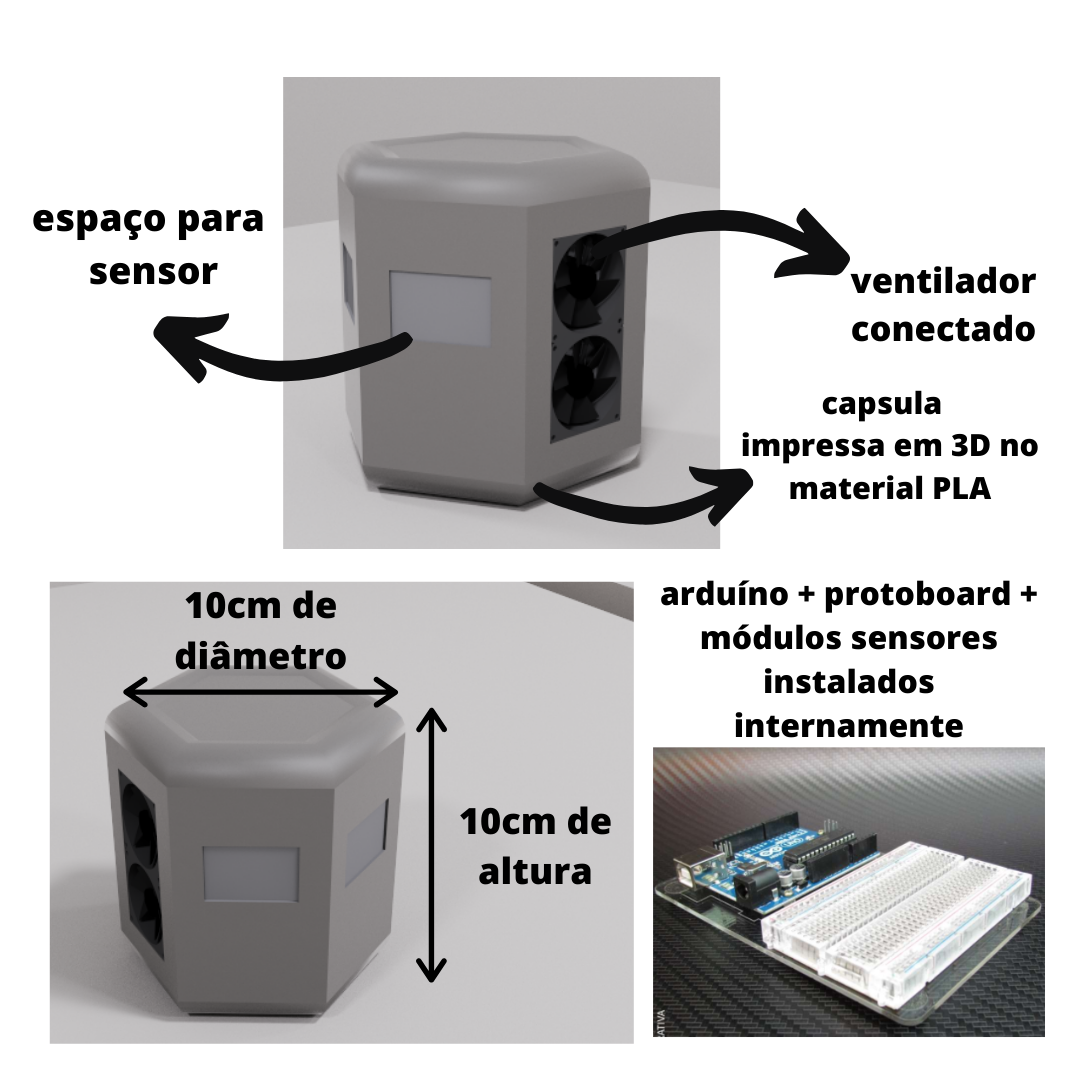 espaço para
sensor
ventilador
conectado
capsula
impressa em 3D no
material PLA
10cm de
diâmetro
10cm de
altura
arduíno + protoboard +
módulos sensores
instalados
internamente